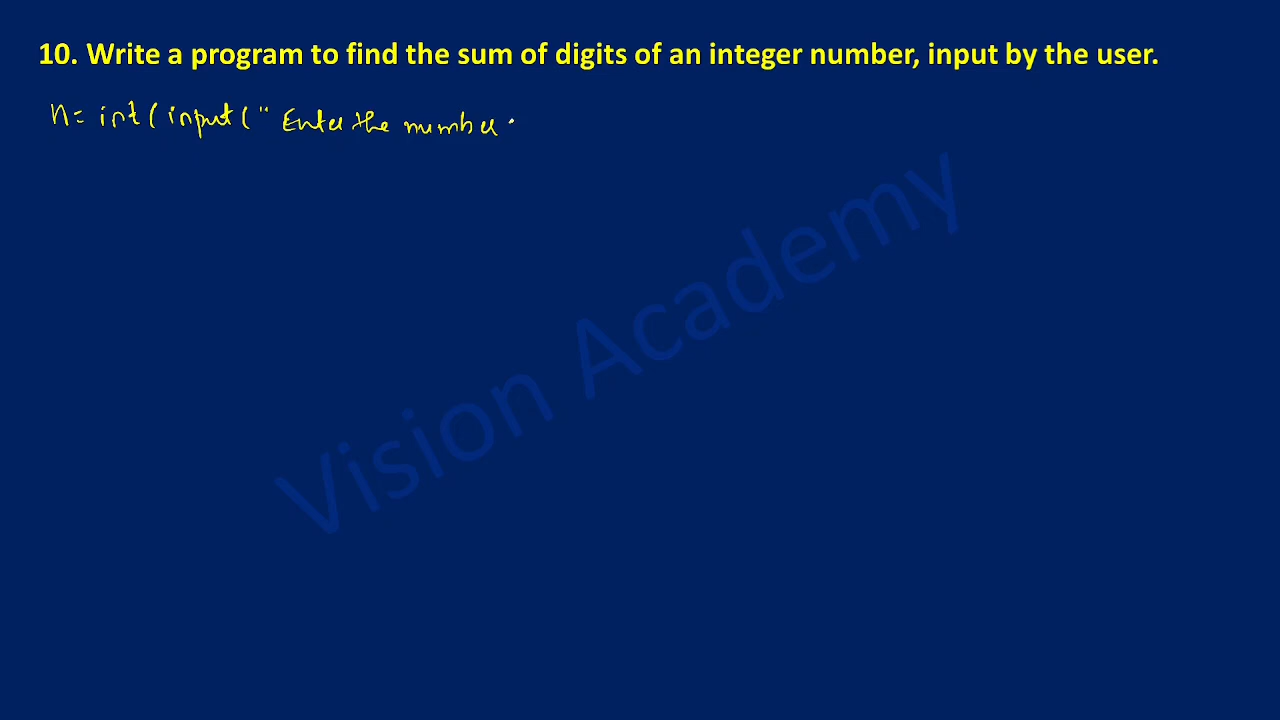 10. Write a program to find the sum of digits of an integer number, input by the user.
n= int( input( " Enter the number .
Vision Academy